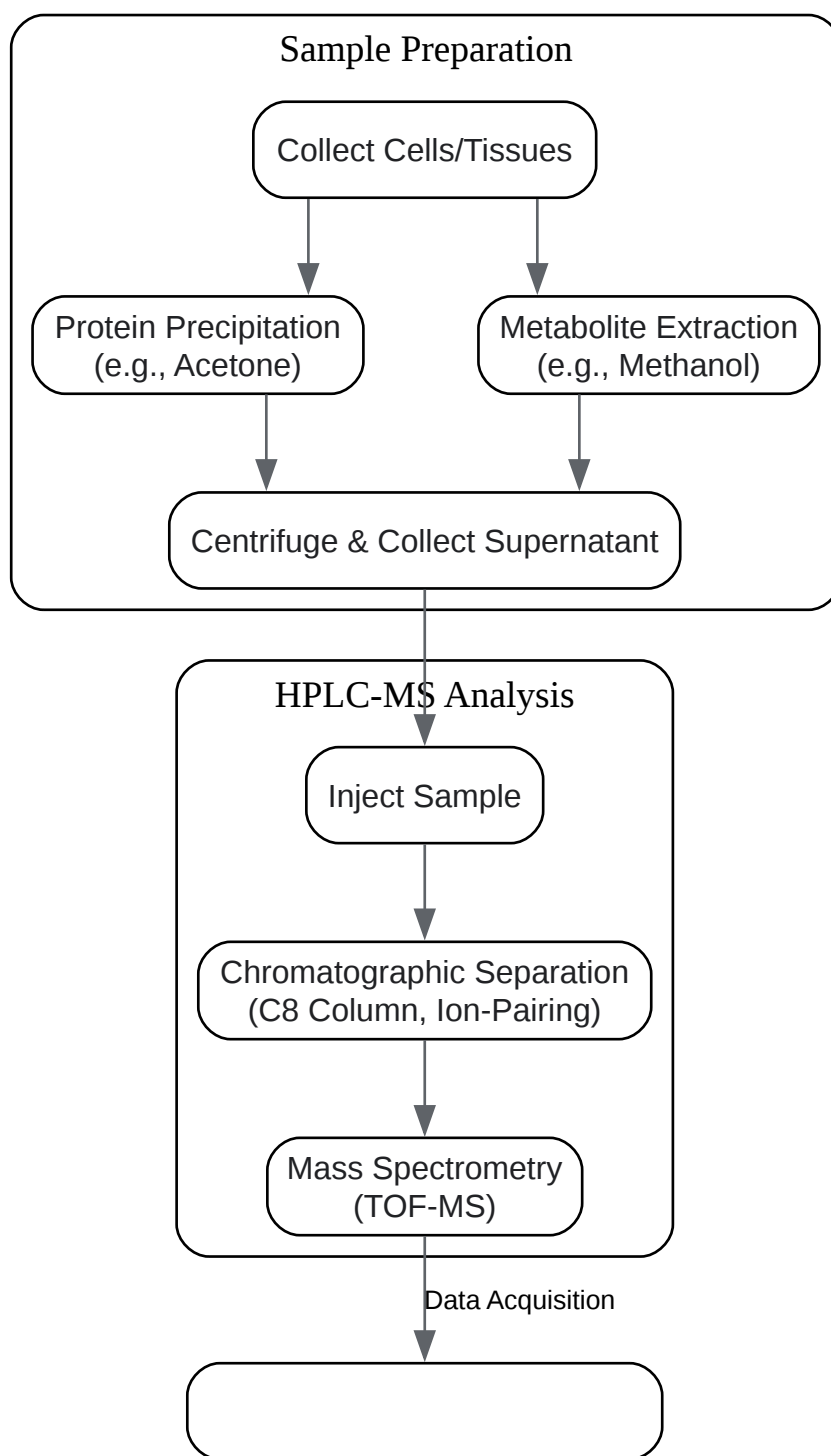 Sample Preparation
Collect Cells/Tissues
Protein Precipitation
(e.g., Acetone)
Metabolite Extraction
(e.g., Methanol)
Centrifuge & Collect Supernatant
HPLC-MS Analysis
Inject Sample
Chromatographic Separation
(C8 Column, Ion-Pairing)
Mass Spectrometry
(TOF-MS)
Data Acquisition